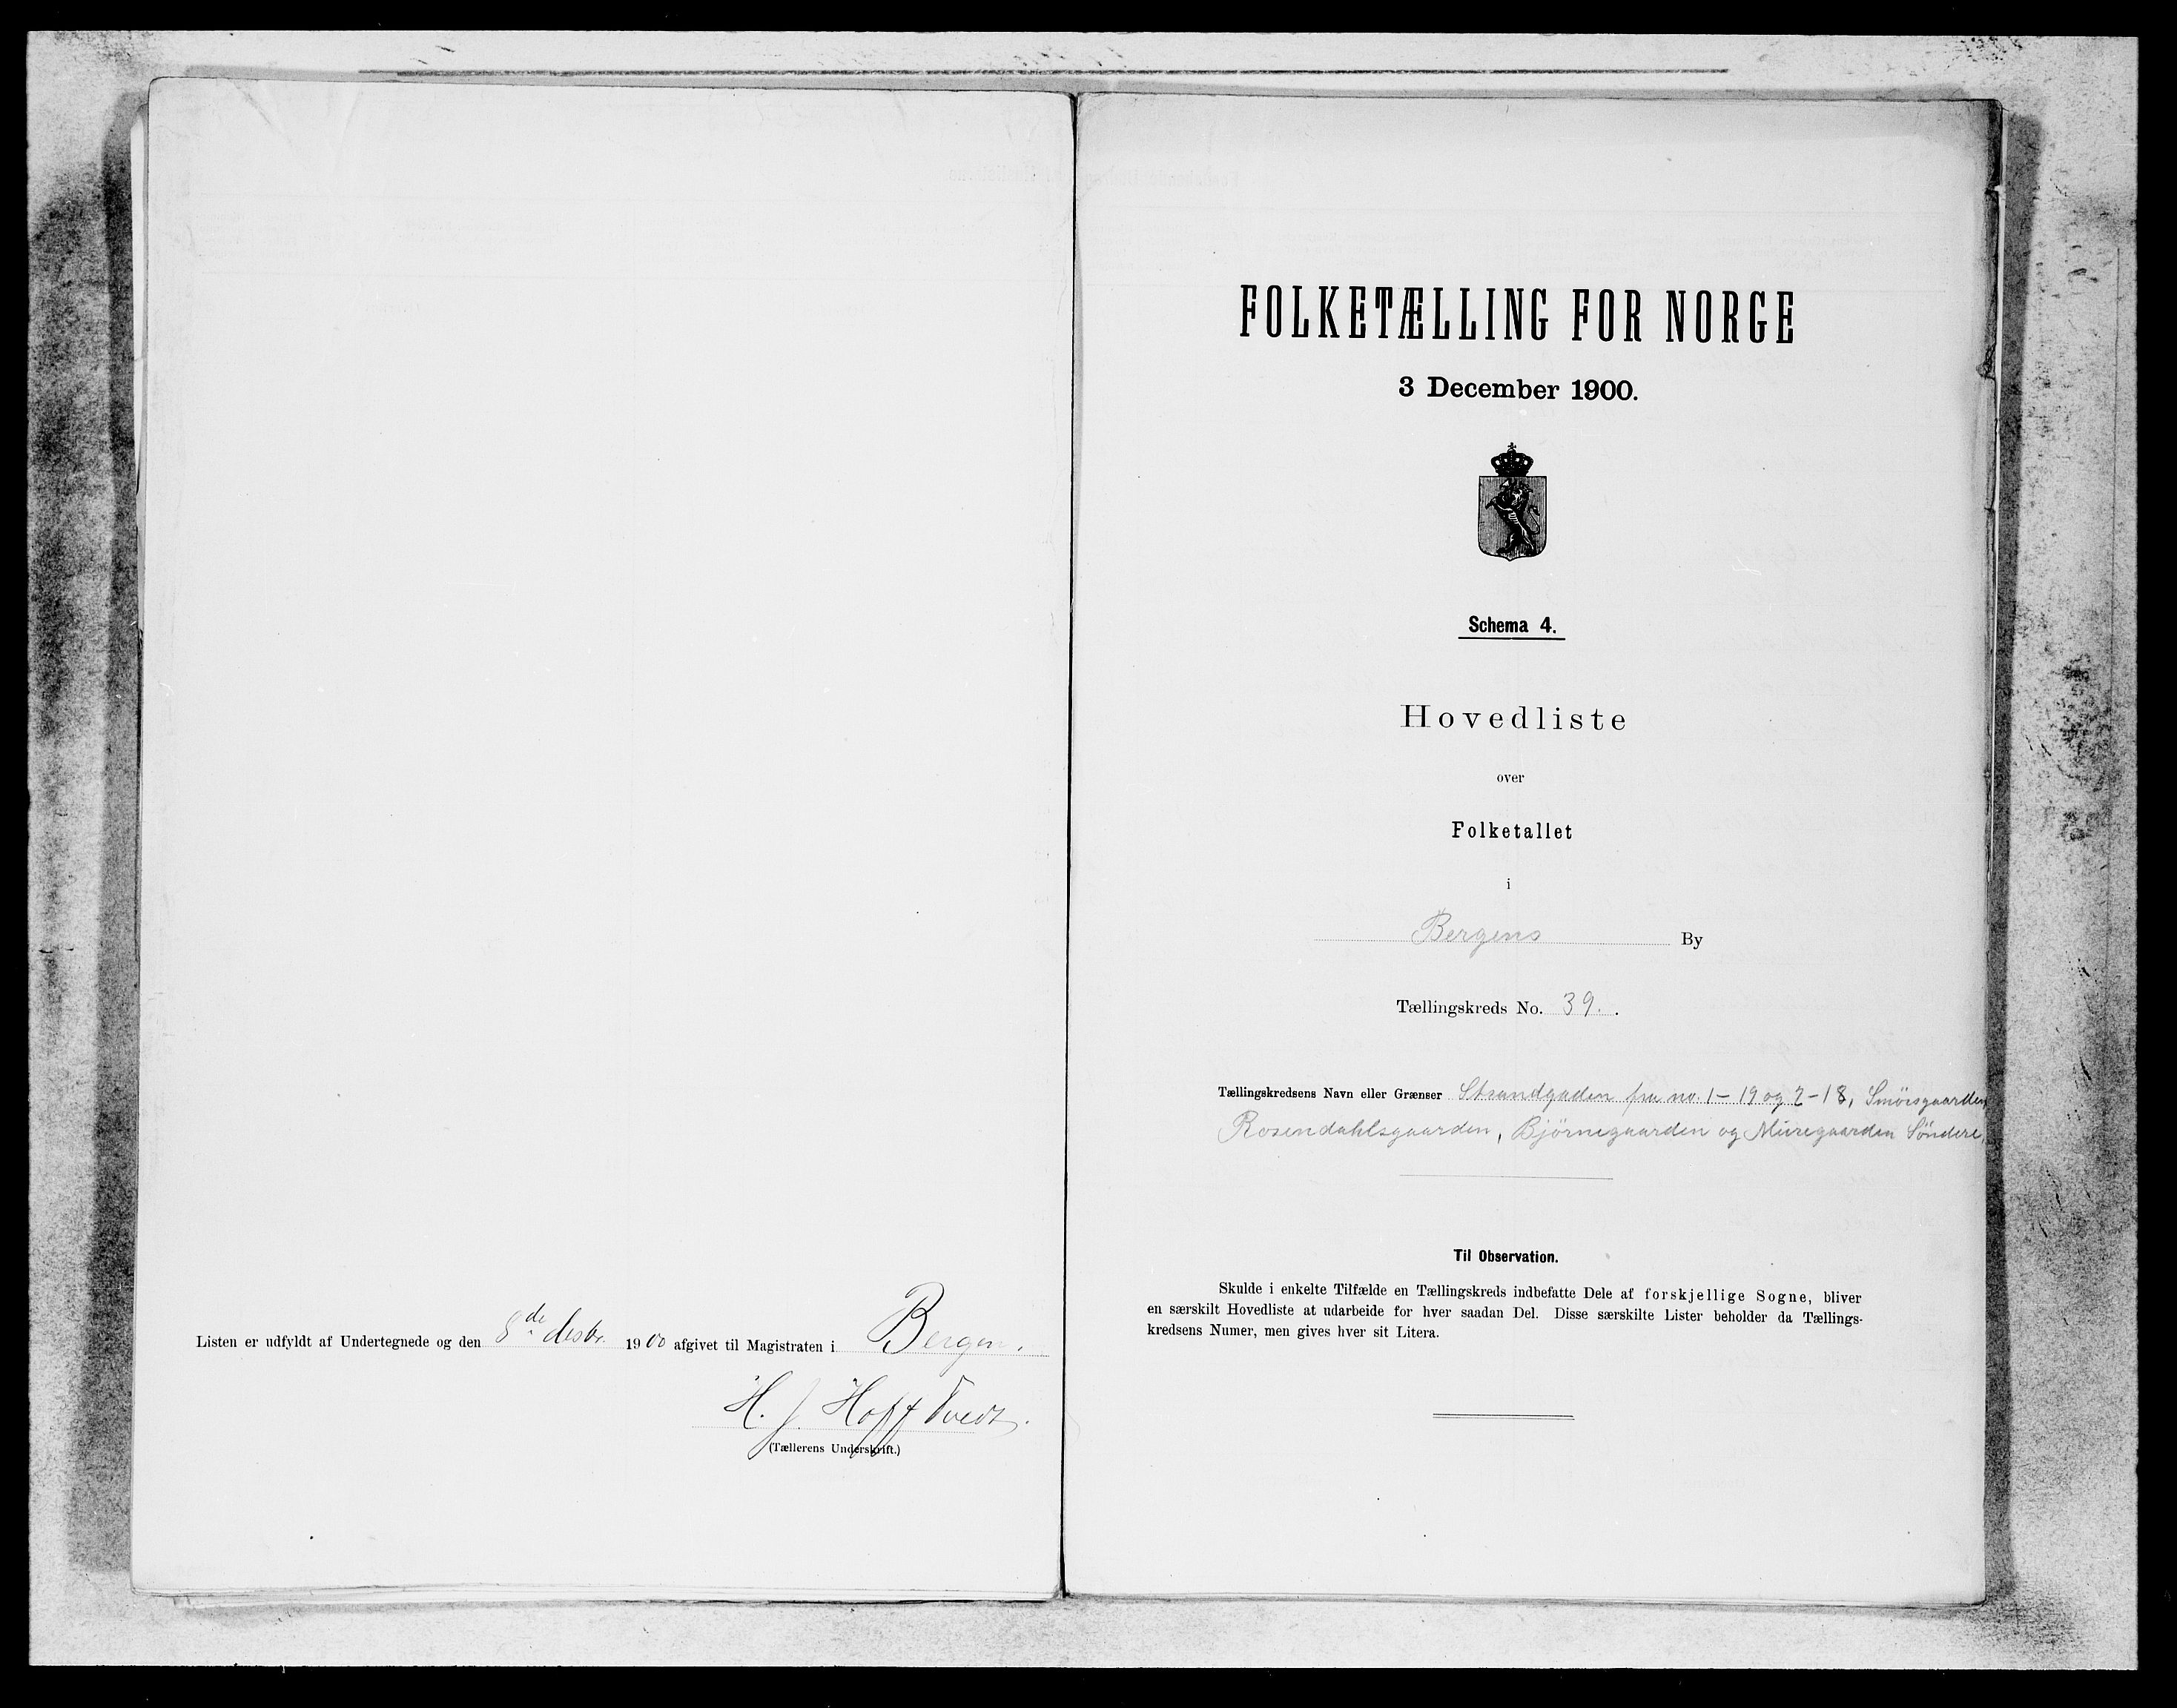 Listen er udfyldt af Undertegnede og den 8de desbr. 1900 afgivet til Magistraten i Bergen.
H. J. Hoff Tvedt.
(Tællerens Underskrift.)
FOLKETÆLLING FOR NORGE
3 December 1900.
Schema 4.
Hovedliste
over
Folketallet
i
Bergens By
Tællingskreds No. 39.
Tællingskredsens Navn eller Grænser Strandgaden fra no. 1-19 og 2-18, Smörsgaarden,
Rosendahlsgaarden, Bjørnegaarden og Muregaarden Söndere.
Til Observation.
Skulde i enkelte Tilfælde en Tællingskreds indbefatte Dele af forskjellige Sogne, bliver
en særskilt Hovedliste at udarbeide for hver saadan Del. Disse særskilte Lister beholder da Tællings-
kredsens Numer, men gives hver sit Litera.